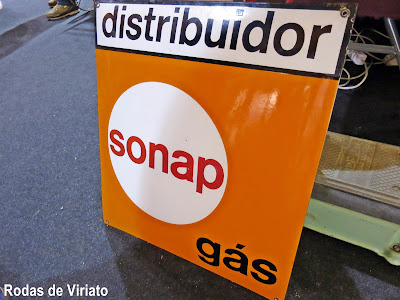 distribuidor
sonap
gás
Rodas de Viriato